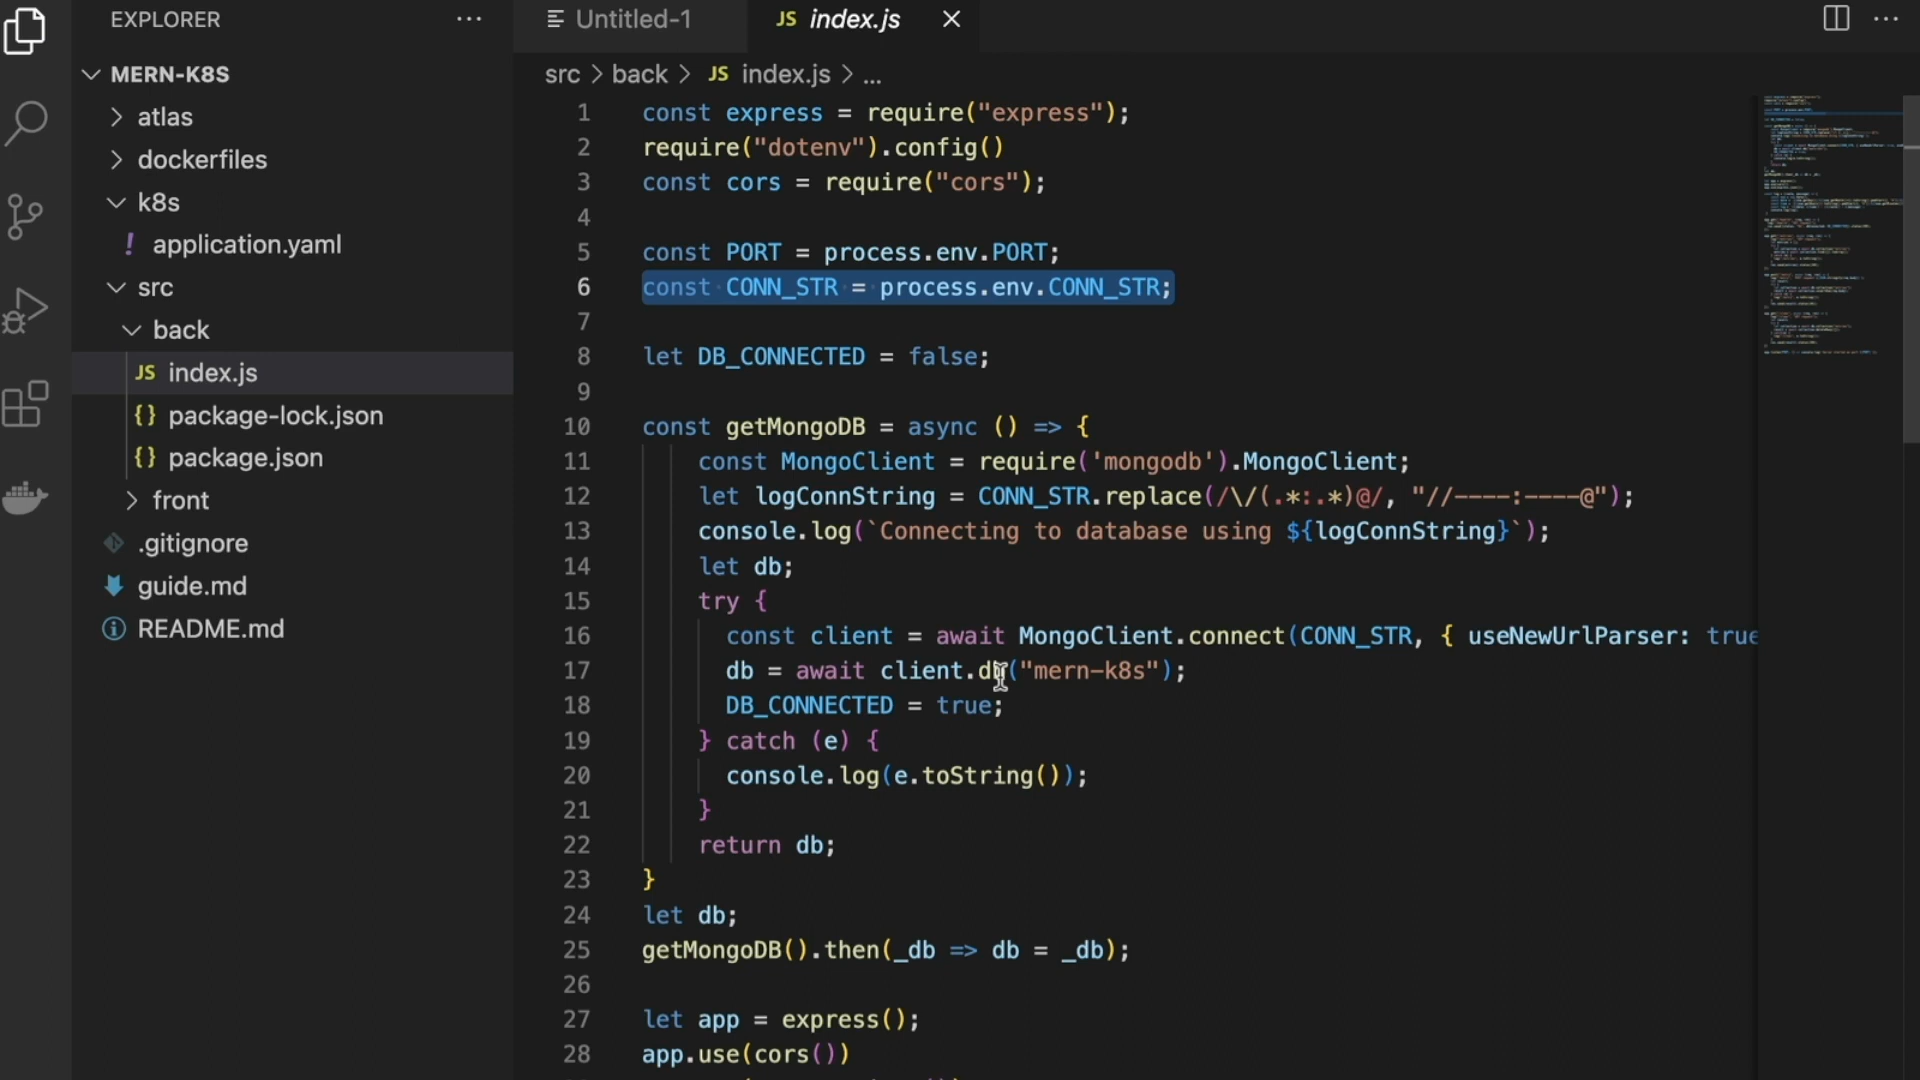 EXPLORER
MERN-K8S
atlas
dockerfiles
k8s
! application.yaml
src
back
JS index.js
{} package-lock.json
{} package.json
front
.gitignore
guide.md
README.md
Untitled-1
JS index.js
src > back > JS index.js > ...
1 const express = require("express");
2 require("dotenv").config()
3 const cors = require("cors");
4
5 const PORT = process.env.PORT;
6 const CONN_STR = process.env.CONN_STR;
7
8 let DB_CONNECTED = false;
9
10 const getMongoDB = async () => {
11 const MongoClient = require('mongodb').MongoClient;
12 let logConnString = CONN_STR.replace(/\/(.*:.*)@/, "//----:----@");
13 console.log(`Connecting to database using ${logConnString}`);
14 let db;
15 try {
16 const client = await MongoClient.connect(CONN_STR, { useNewUrlParser: true
17 db = await client.db("mern-k8s");
18 DB_CONNECTED = true;
19 } catch (e) {
20 console.log(e.toString());
21 }
22 return db;
23 }
24 let db;
25 getMongoDB().then(_db => db = _db);
26
27 let app = express();
28 app.use(cors())